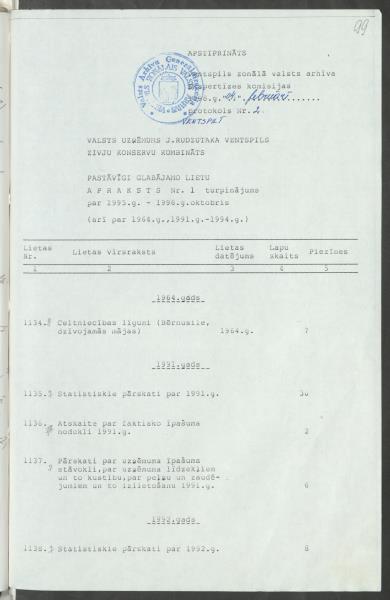 99
APSTIPRINĀTS
Ventspils zonālā valsts arhīva
ekspertīzes komisijas
februārī......
protokols Nr. 2
VENTSPILĪ
VALSTS UZŅĒMUMS J.RUDZUTAKA VENTSPILS
ZIVJU KONSERVU KOMBINĀTS
PASTĀVĪGI GLABĀJAMO LIETU
A P R A K S T S Nr. 1 turpinājums
par 1995.g. - 1996.g.oktobris
(arī par 1964.g.,1991.g.-1994.g.)
Lietas Nr. Lietas virsraksts Lietas datējums Lapu skaits Piezīmes
1 2 3 4 5
1964.gads
1134. Celtniecības līgumi (Bērnusile,
dzīvojamās mājas) 1964.g. 7
1991.gads
1135. Statistiskie pārskati par 1991.g. 30
1136. Atskaite par faktisko īpašuma
nodokli 1991.g. 2
1137. Pārskati par uzņēmuma īpašuma
stāvokli,par uzņēmuma līdzekļiem
un to kustību,par peļņu un zaudē-
jumiem un to izlietošanu 1991.g. 6
1992.gads
1138. Statistiskie pārskati par 1992.g. 8